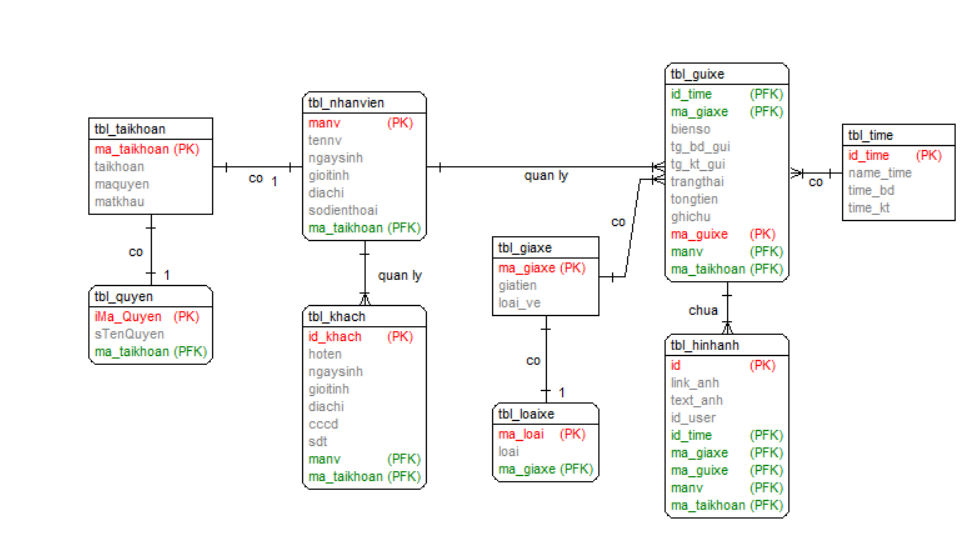 tbl_taikhoan
ma_taikhoan (PK)
taikhoan
maquyen
matkhau
co
1
co
1
tbl_quyen
iMa_Quyen (PK)
sTenQuyen
ma_taikhoan (PFK)
tbl_nhanvien
manv (PK)
tennv
ngaysinh
gioitinh
diachi
sodienthoai
ma_taikhoan (PFK)
quan ly
quan ly
tbl_khach
id_khach (PK)
hoten
ngaysinh
gioitinh
diachi
cccd
sdt
manv (PFK)
ma_taikhoan (PFK)
tbl_giaxe
ma_giaxe (PK)
giatien
loai_ve
co
co
1
tbl_loaixe
ma_loai (PK)
loai
ma_giaxe (PFK)
tbl_guixe
id_time (PFK)
ma_giaxe (PFK)
bienso
tg_bd_gui
tg_kt_gui
trangthai
tongtien
ghichu
ma_guixe (PK)
manv (PFK)
ma_taikhoan (PFK)
chua
tbl_hinhanh
id (PK)
link_anh
text_anh
id_user
id_time (PFK)
ma_giaxe (PFK)
ma_guixe (PFK)
manv (PFK)
ma_taikhoan (PFK)
co
tbl_time
id_time (PK)
name_time
time_bd
time_kt